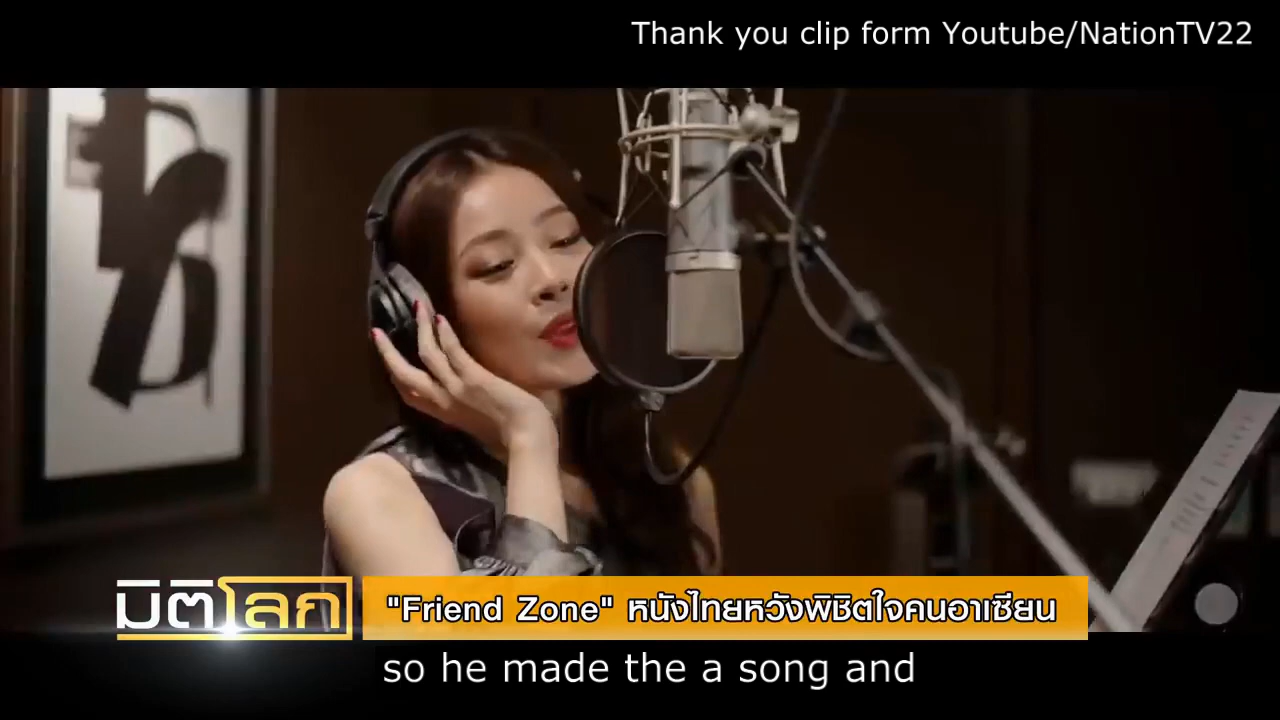 Thank you clip form Youtube/NationTV22
มิติโลก
"Friend Zone" หนังไทยหวังพิชิตใจคนอาเซียน
so he made the a song and